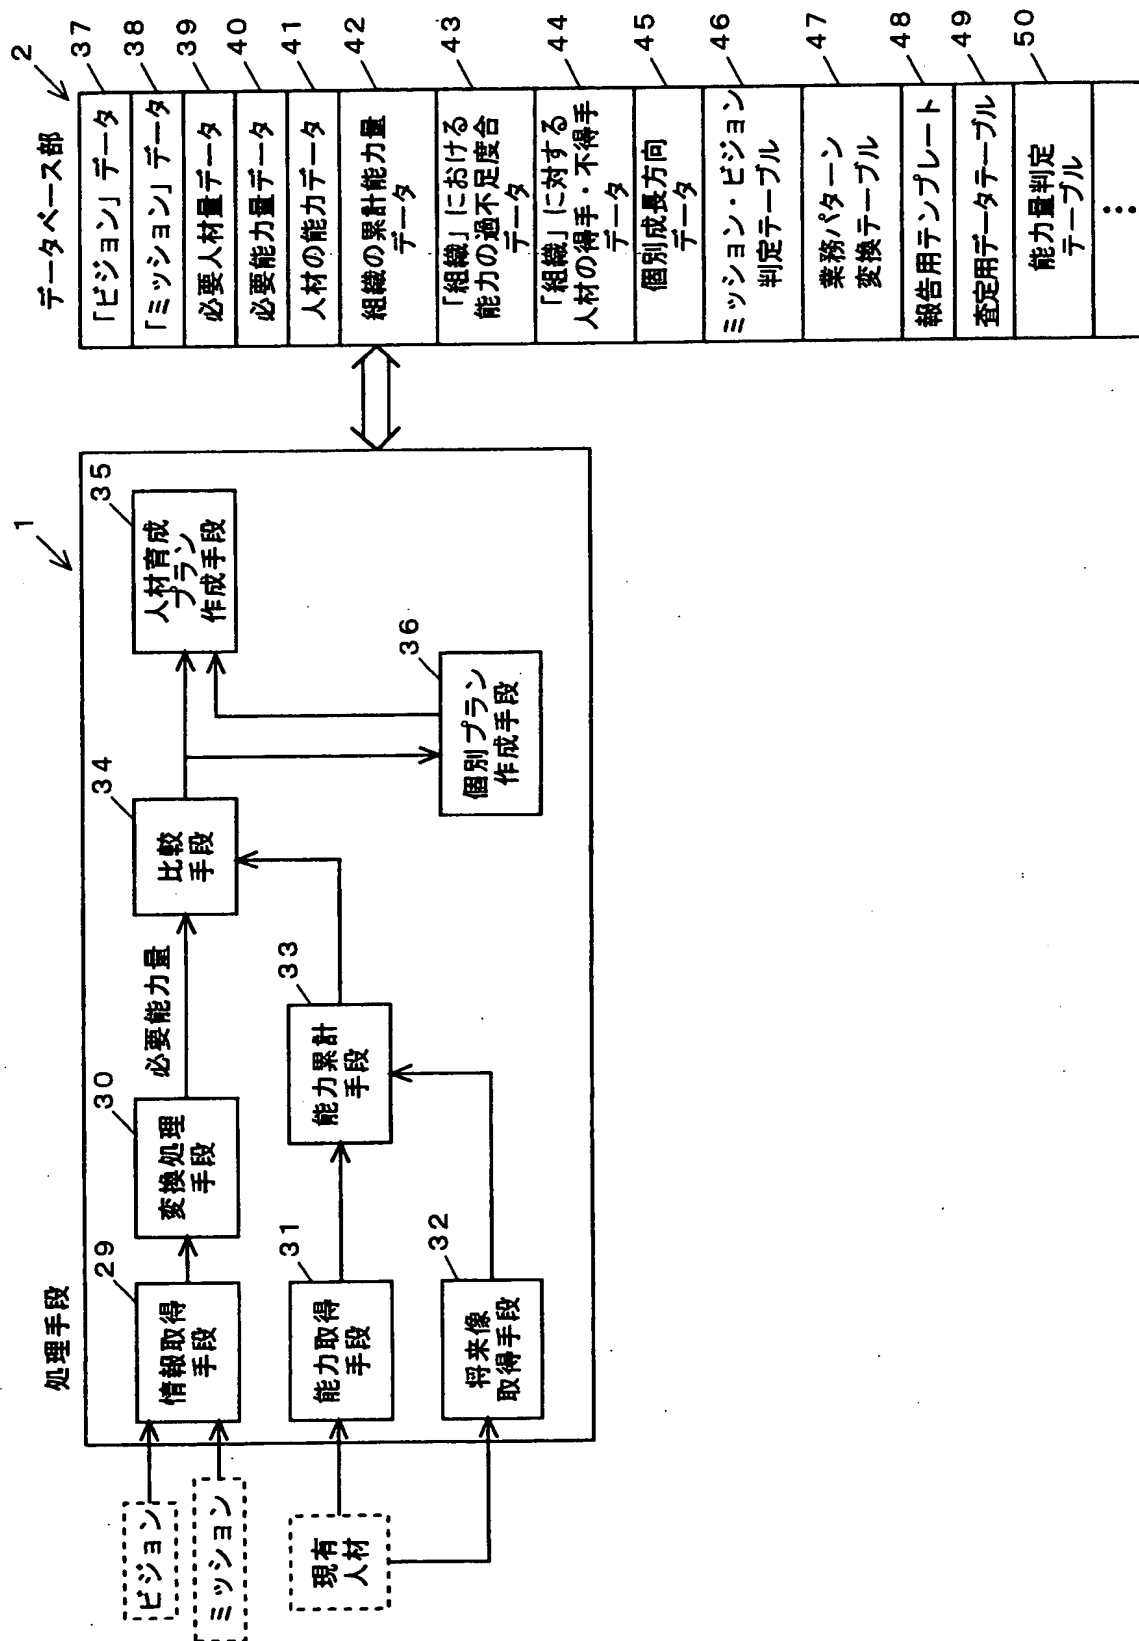 処理手段
1
ビジョン
ミッション
現有
人材
29
情報取得
手段
30
変換処理
手段
必要能力量
34
比較
手段
35
人材育成
プラン
作成手段
31
能力取得
手段
33
能力累計
手段
36
個別プラン
作成手段
32
将来像
取得手段
データベース部
2
「ビジョン」データ
37
「ミッション」データ
38
必要人材量データ
39
必要能力量データ
40
人材の能力データ
41
組織の累計能力量
データ
42
「組織」における
能力の過不足度合
データ
43
「組織」に対する
人材の得手・不得手
データ
44
個別成長方向
データ
45
ミッション・ビジョン
判定テーブル
46
業務パターン
変換テーブル
47
報告用テンプレート
48
査定用データテーブル
49
能力量判定
テーブル
50